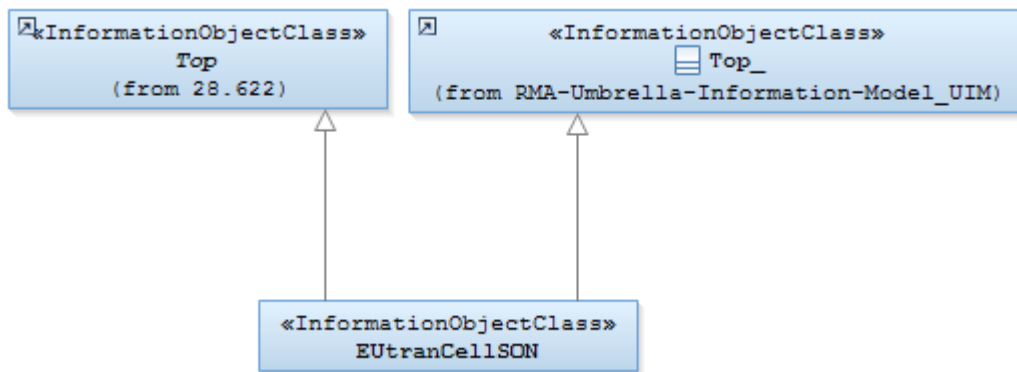 «InformationObjectClass»
Top
(from 28.622)
«InformationObjectClass»
Top_
(from RMA-Umbrella-Information-Model_UIM)
«InformationObjectClass»
EUtranCellSON